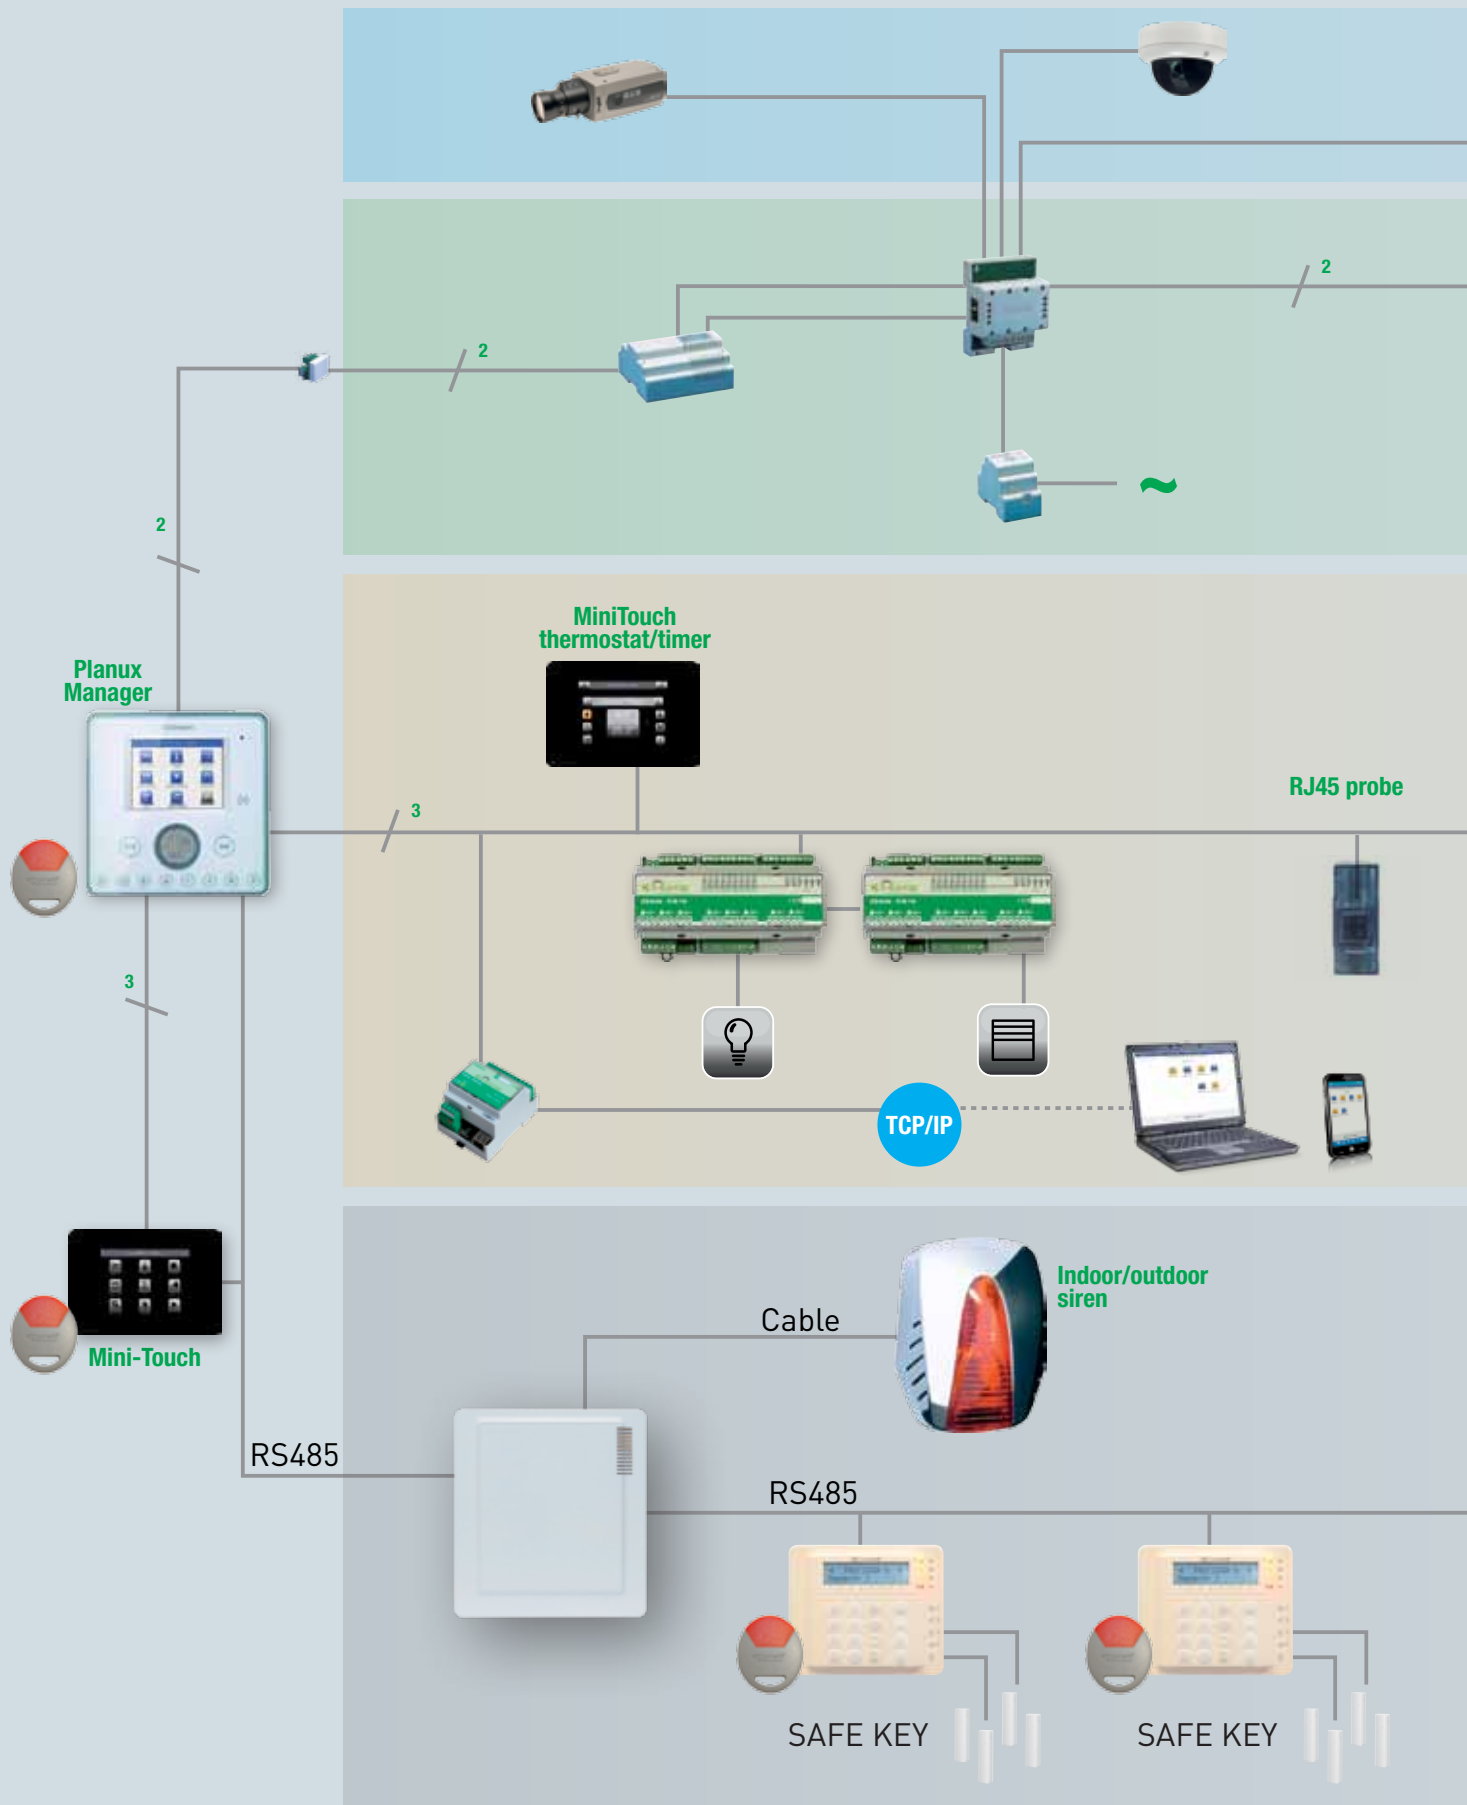 2
2
2
MiniTouch
thermostat/timer
Planux
Manager
RJ45 probe
3
3
TCP/IP
Indoor/outdoor
siren
Cable
Mini-Touch
RS485
RS485
SAFE KEY
SAFE KEY